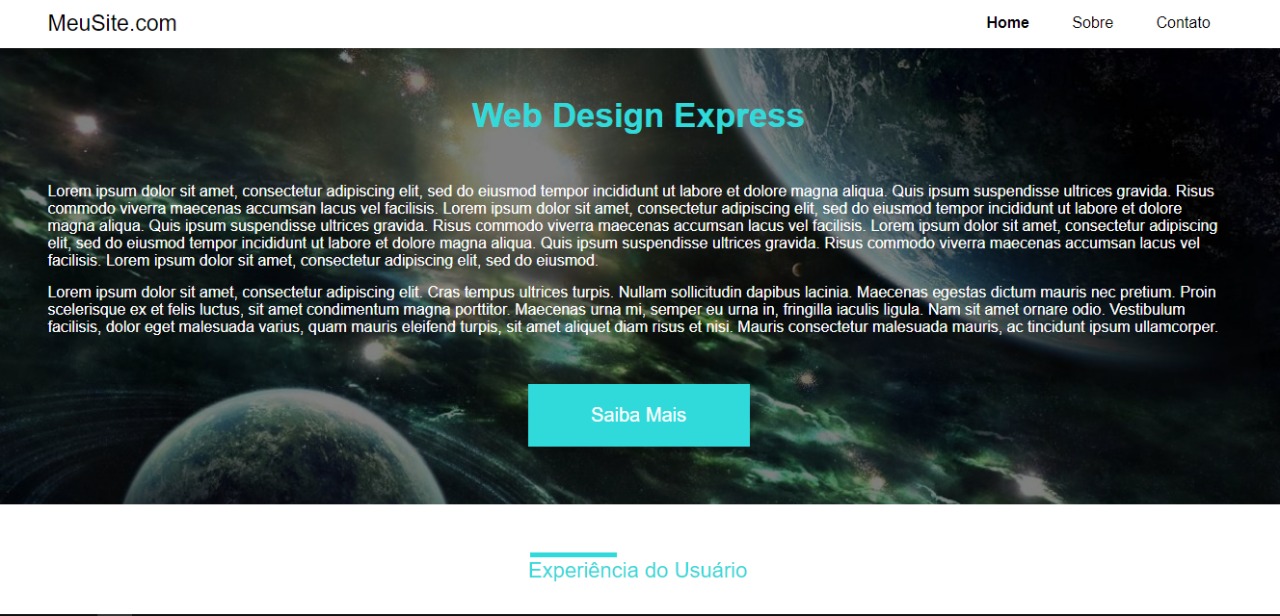 MeuSite.com
Home Sobre Contato
Web Design Express
Lorem ipsum dolor sit amet, consectetur adipiscing elit, sed do eiusmod tempor incididunt ut labore et dolore magna aliqua. Quis ipsum suspendisse ultrices gravida. Risus
commodo viverra maecenas accumsan lacus vel facilisis. Lorem ipsum dolor sit amet, consectetur adipiscing elit, sed do eiusmod tempor incididunt ut labore et dolore
magna aliqua. Quis ipsum suspendisse ultrices gravida. Risus commodo viverra maecenas accumsan lacus vel facilisis. Lorem ipsum dolor sit amet, consectetur adipiscing
elit, sed do eiusmod tempor incididunt ut labore et dolore magna aliqua. Quis ipsum suspendisse ultrices gravida. Risus commodo viverra maecenas accumsan lacus vel
facilisis. Lorem ipsum dolor sit amet, consectetur adipiscing elit, sed do eiusmod.
Lorem ipsum dolor sit amet, consectetur adipiscing elit. Cras tempus ultrices turpis. Nullam sollicitudin dapibus lacinia. Maecenas egestas dictum mauris nec pretium. Proin
scelerisque ex et felis luctus, sit amet condimentum magna porttitor. Maecenas urna mi, semper eu urna in, fringilla iaculis ligula. Nam sit amet ornare odio. Vestibulum
facilisis, dolor eget malesuada varius, quam mauris eleifend turpis, sit amet aliquet diam risus et nisi. Mauris consectetur malesuada mauris, ac tincidunt ipsum ullamcorper.
Saiba Mais
Experiência do Usuário